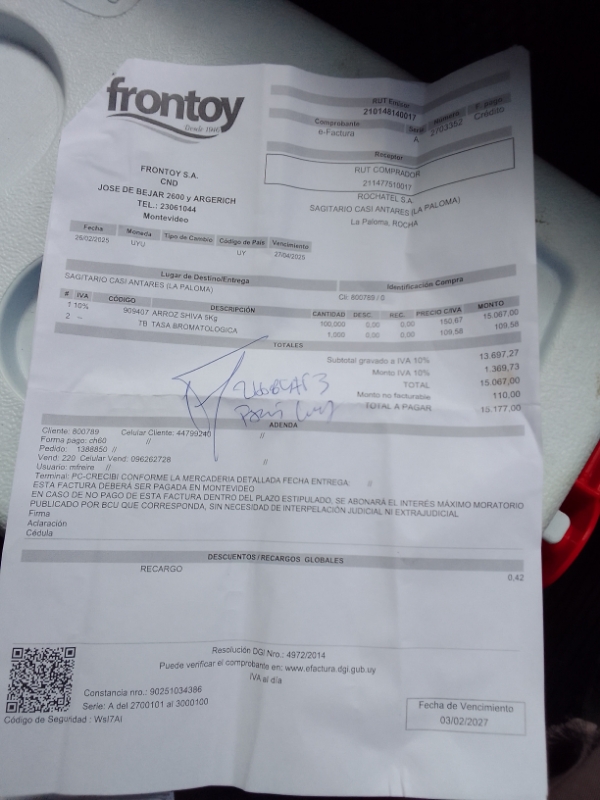 frontoy
Desde 1946
FRONTOY S.A.
CND
JOSE DE BEJAR 2600 y ARGERICH
TEL.: 23061044
Montevideo
RUT Emisor
210148140017
Comprobante Serie Número F. pago
e-Factura A 2703352 Crédito
Receptor
RUT COMPRADOR
211477510017
ROCHATEL S.A.
SAGITARIO CASI ANTARES (LA PALOMA)
La Paloma, ROCHA
Fecha Moneda Tipo de Cambio Código de País Vencimiento
26/02/2025 UYU UY 27/04/2025
Lugar de Destino/Entrega Identificación Compra
SAGITARIO CASI ANTARES (LA PALOMA) Clr 800789 / 0
# IVA CÓDIGO DESCRIPCIÓN CANTIDAD DESC. REC. PRECIO C/IVA MONTO
1 10% 909407 ARROZ SHIVA 5Kg 100,000 0,00 0,00 150,67 15.067,00
2 -- TB TASA BROMATOLOGICA 1,000 0,00 0,00 109,58 109,58
TOTALES
Subtotal gravado a IVA 10% 13.697,27
Monto IVA 10% 1.369,73
TOTAL 15.067,00
Monto no facturable 110,00
TOTAL A PAGAR 15.177,00
ADENDA
Cliente: 800789 Celular Cliente: 44799240 //
Forma pago: ch60 //
Pedido: 1388850 //
Vend: 220 Celular Vend: 096262728 //
Usuario: mfreire //
Terminal: PC-CRECIBI CONFORME LA MERCADERIA DETALLADA FECHA ENTREGA: //
ESTA FACTURA DEBERÁ SER PAGADA EN MONTEVIDEO
EN CASO DE NO PAGO DE ESTA FACTURA DENTRO DEL PLAZO ESTIPULADO, SE ABONARÁ EL INTERÉS MÁXIMO MORATORIO
PUBLICADO POR BCU QUE CORRESPONDA, SIN NECESIDAD DE INTERPELACIÓN JUDICIAL NI EXTRAJUDICIAL
Firma
Aclaración
Cédula
DESCUENTOS / RECARGOS GLOBALES
RECARGO 0,42
Resolución DGI Nro.: 4972/2014
Puede verificar el comprobante en: www.efactura.dgi.gub.uy
IVA al día
Constancia nro.: 90251034386
Serie: A del 2700101 al 3000100
Código de Seguridad : Wsl7Al
Fecha de Vencimiento
03/02/2027